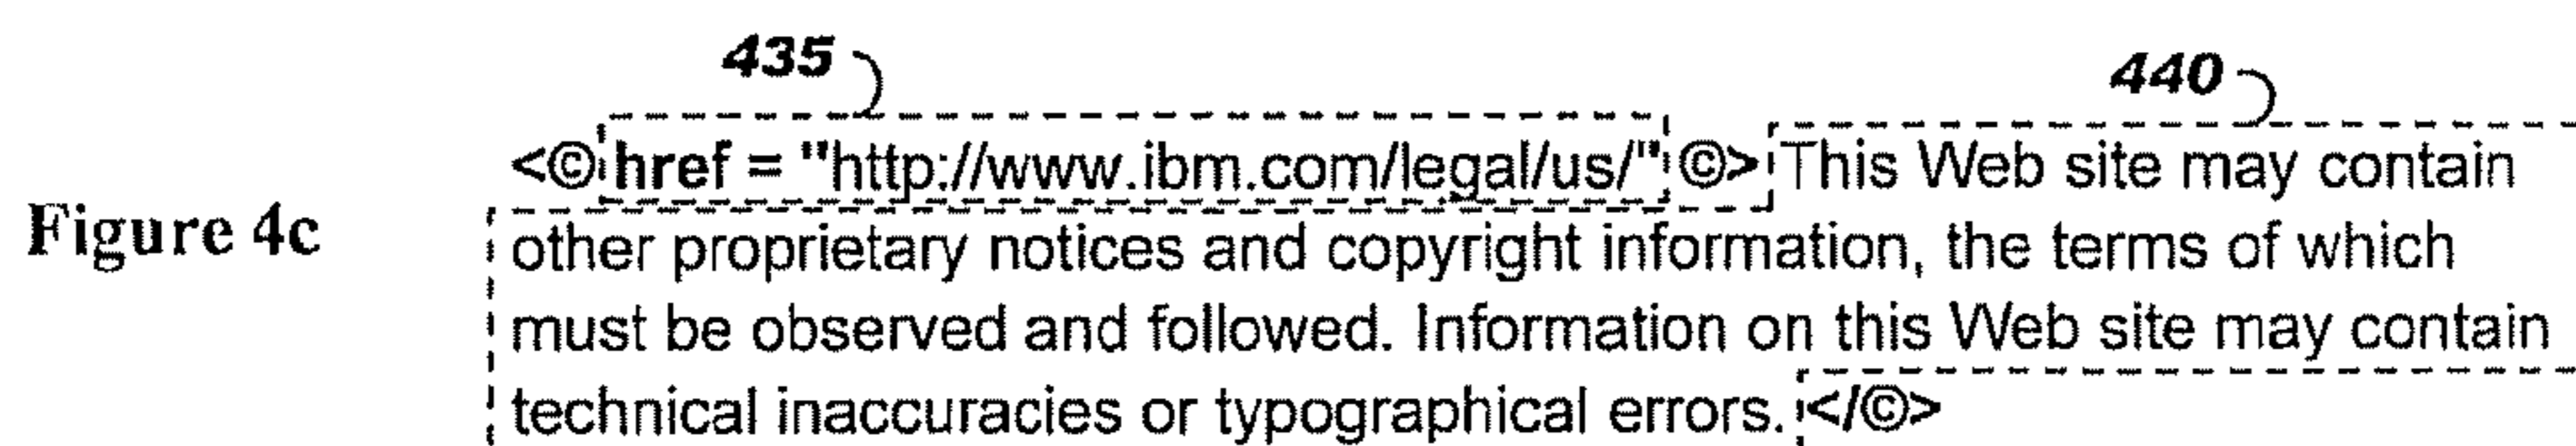 435
440
<©href = "http://www.ibm.com/legal/us/"©>This Web site may contain
Figure 4c
other proprietary notices and copyright information, the terms of which
must be observed and followed. Information on this Web site may contain
technical inaccuracies or typographical errors.</©>